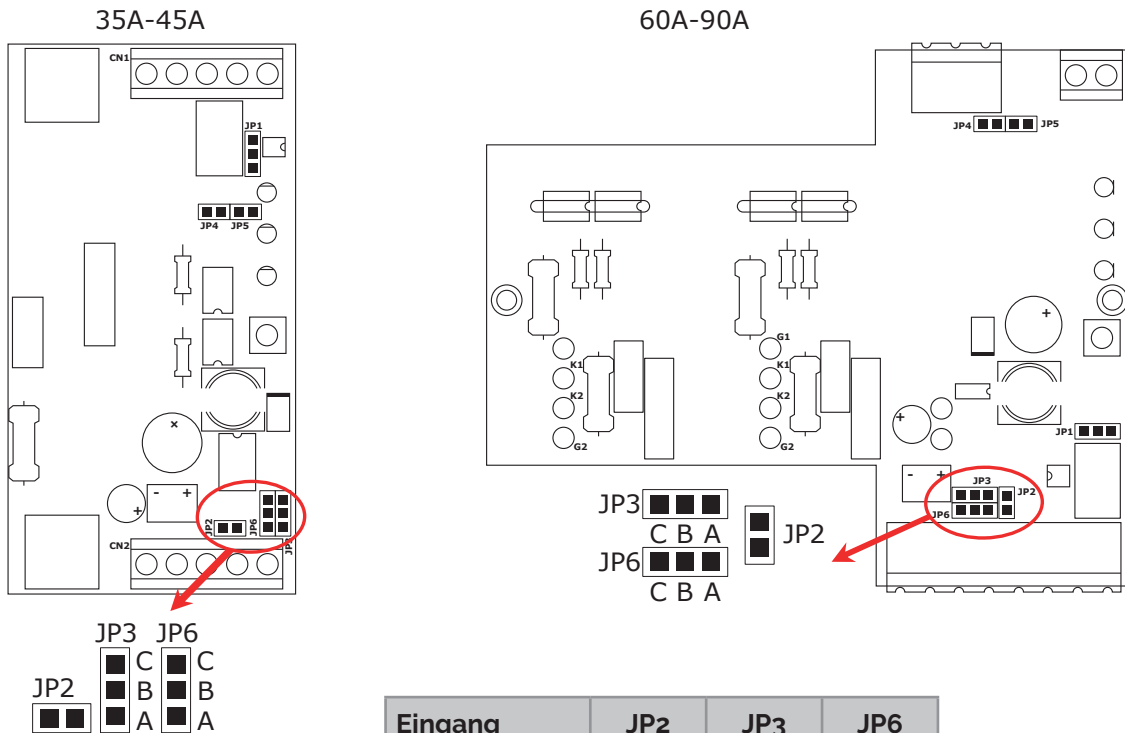 35A-45A
60A-90A
CN1
JP1
JP4 JP5
JP4 JP5
G1
K1 K1
K2 K2
G2 G2
JP1
+
+
+
- +
- +
+
JP2 JP6
CN2
JP3
JP2
JP6
JP3
C B A
JP2
JP6
C B A
JP3 JP6
C C
JP2 B B
A A
Eingang JP2 JP3 JP6